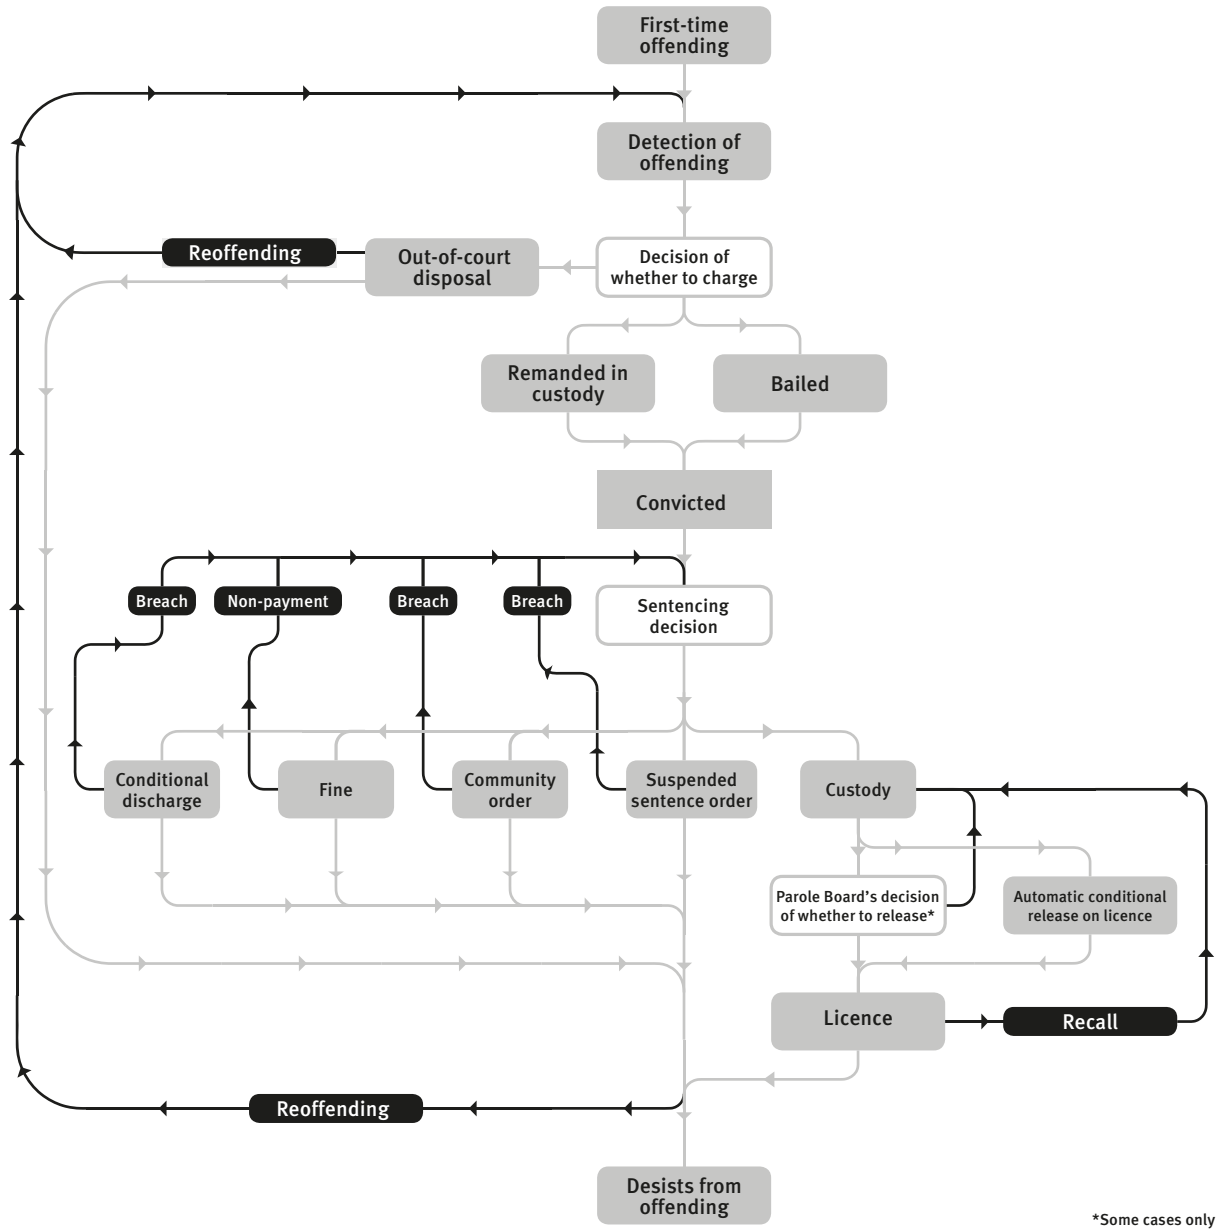 First-time
offending
Detection of
offending
Reoffending
Out-of-court
disposal
Decision of
whether to charge
Remanded in
custody
Bailed
Convicted
Breach
Non-payment
Breach
Breach
Sentencing
decision
Conditional
discharge
Fine
Community
order
Suspended
sentence order
Custody
Parole Board's decision
of whether to release*
Automatic conditional
release on licence
Licence
Recall
Reoffending
Desists from
offending
*Some cases only